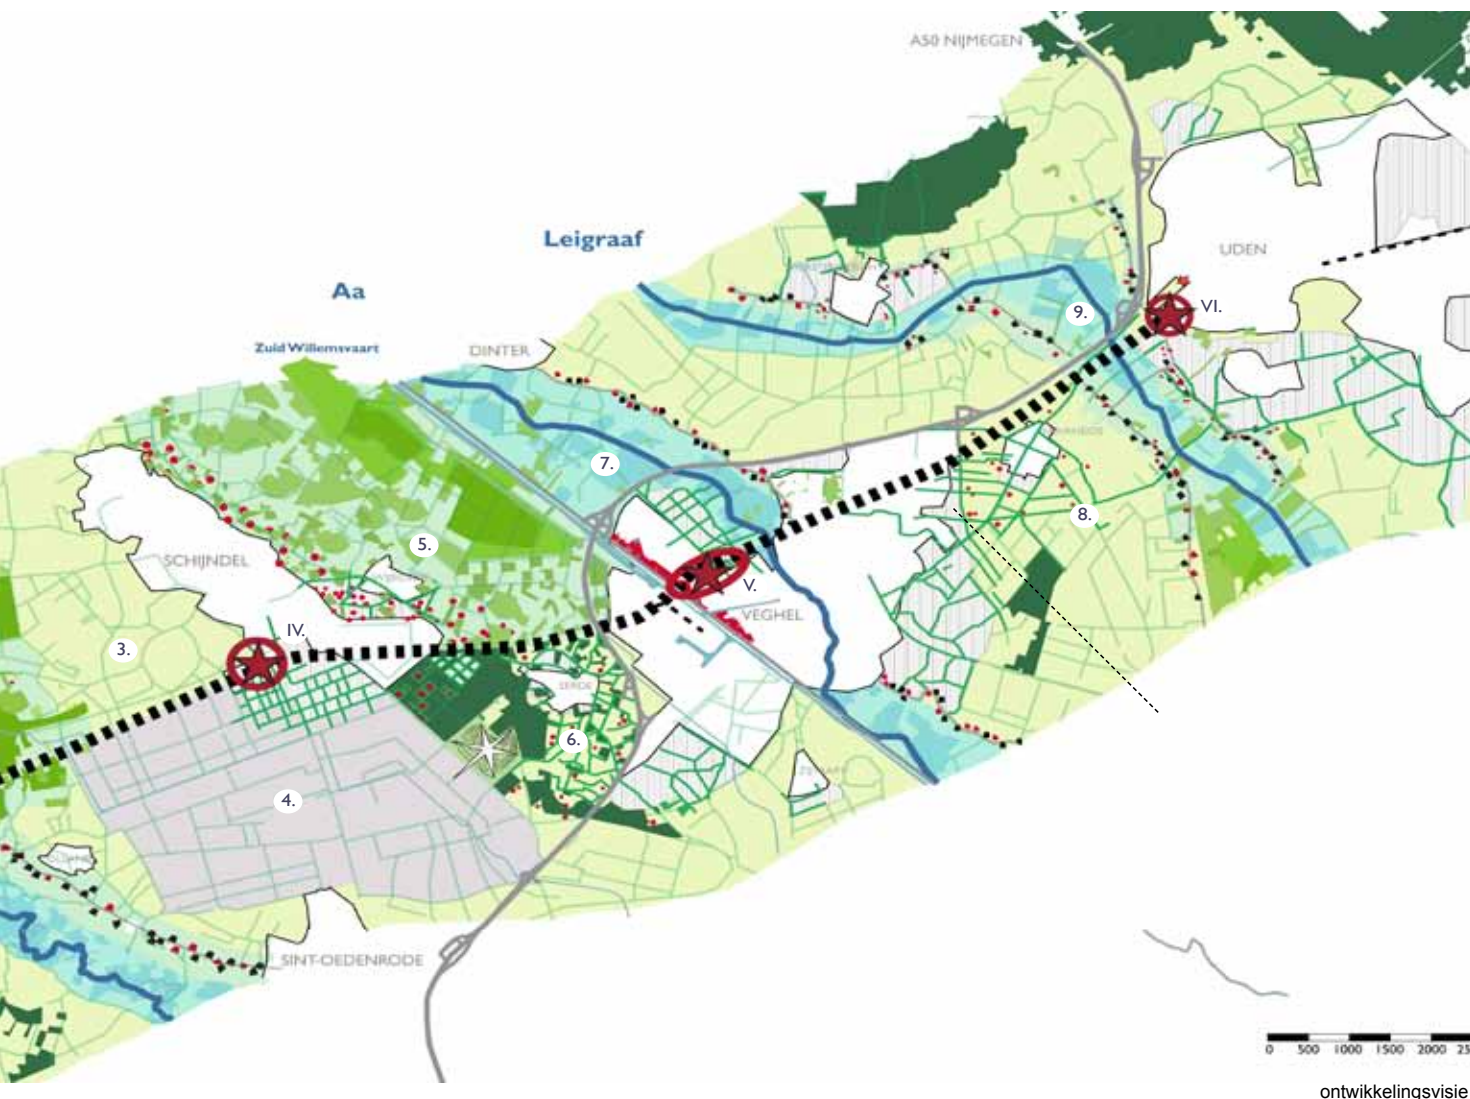 A50 NIJMEGEN
Leigraaf
UDEN
Aa
9.
VI.
Zuid Willemsvaart
DINTER
7.
8.
5.
SCHIJNDEL
V.
VEGHEL
IV.
3.
EERDE
6.
4.
SINT-OEDENRODE
0 500 1000 1500 2000
ontwikkelingsvisie